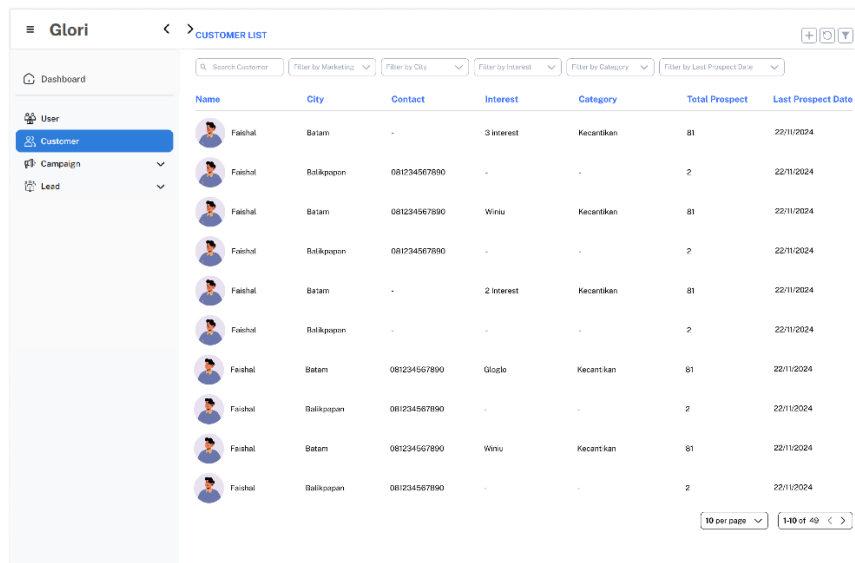 Glori
CUSTOMER LIST
Dashboard
User
Customer
Campaign
Lead
Search Customer Filter by Marketing Filter by City Filter by Interest Filter by Category Filter by Last Prospect Date
Name City Contact Interest Category Total Prospect Last Prospect Date
Faishal Batam - 3 interest Kecantikan 81 22/11/2024
Faishal Balikpapan 081234567890 - - 2 22/11/2024
Faishal Batam 081234567890 Winiu Kecantikan 81 22/11/2024
Faishal Balikpapan 081234567890 - - 2 22/11/2024
Faishal Batam - 2 Interest Kecantikan 81 22/11/2024
Faishal Balikpapan - - - 2 22/11/2024
Faishal Batam 081234567890 Gloglo Kecantikan 81 22/11/2024
Faishal Balikpapan 081234567890 - - 2 22/11/2024
Faishal Batam 081234567890 Winiu Kecantikan 81 22/11/2024
Faishal Balikpapan 081234567890 - - 2 22/11/2024
10 per page 1-10 of 49